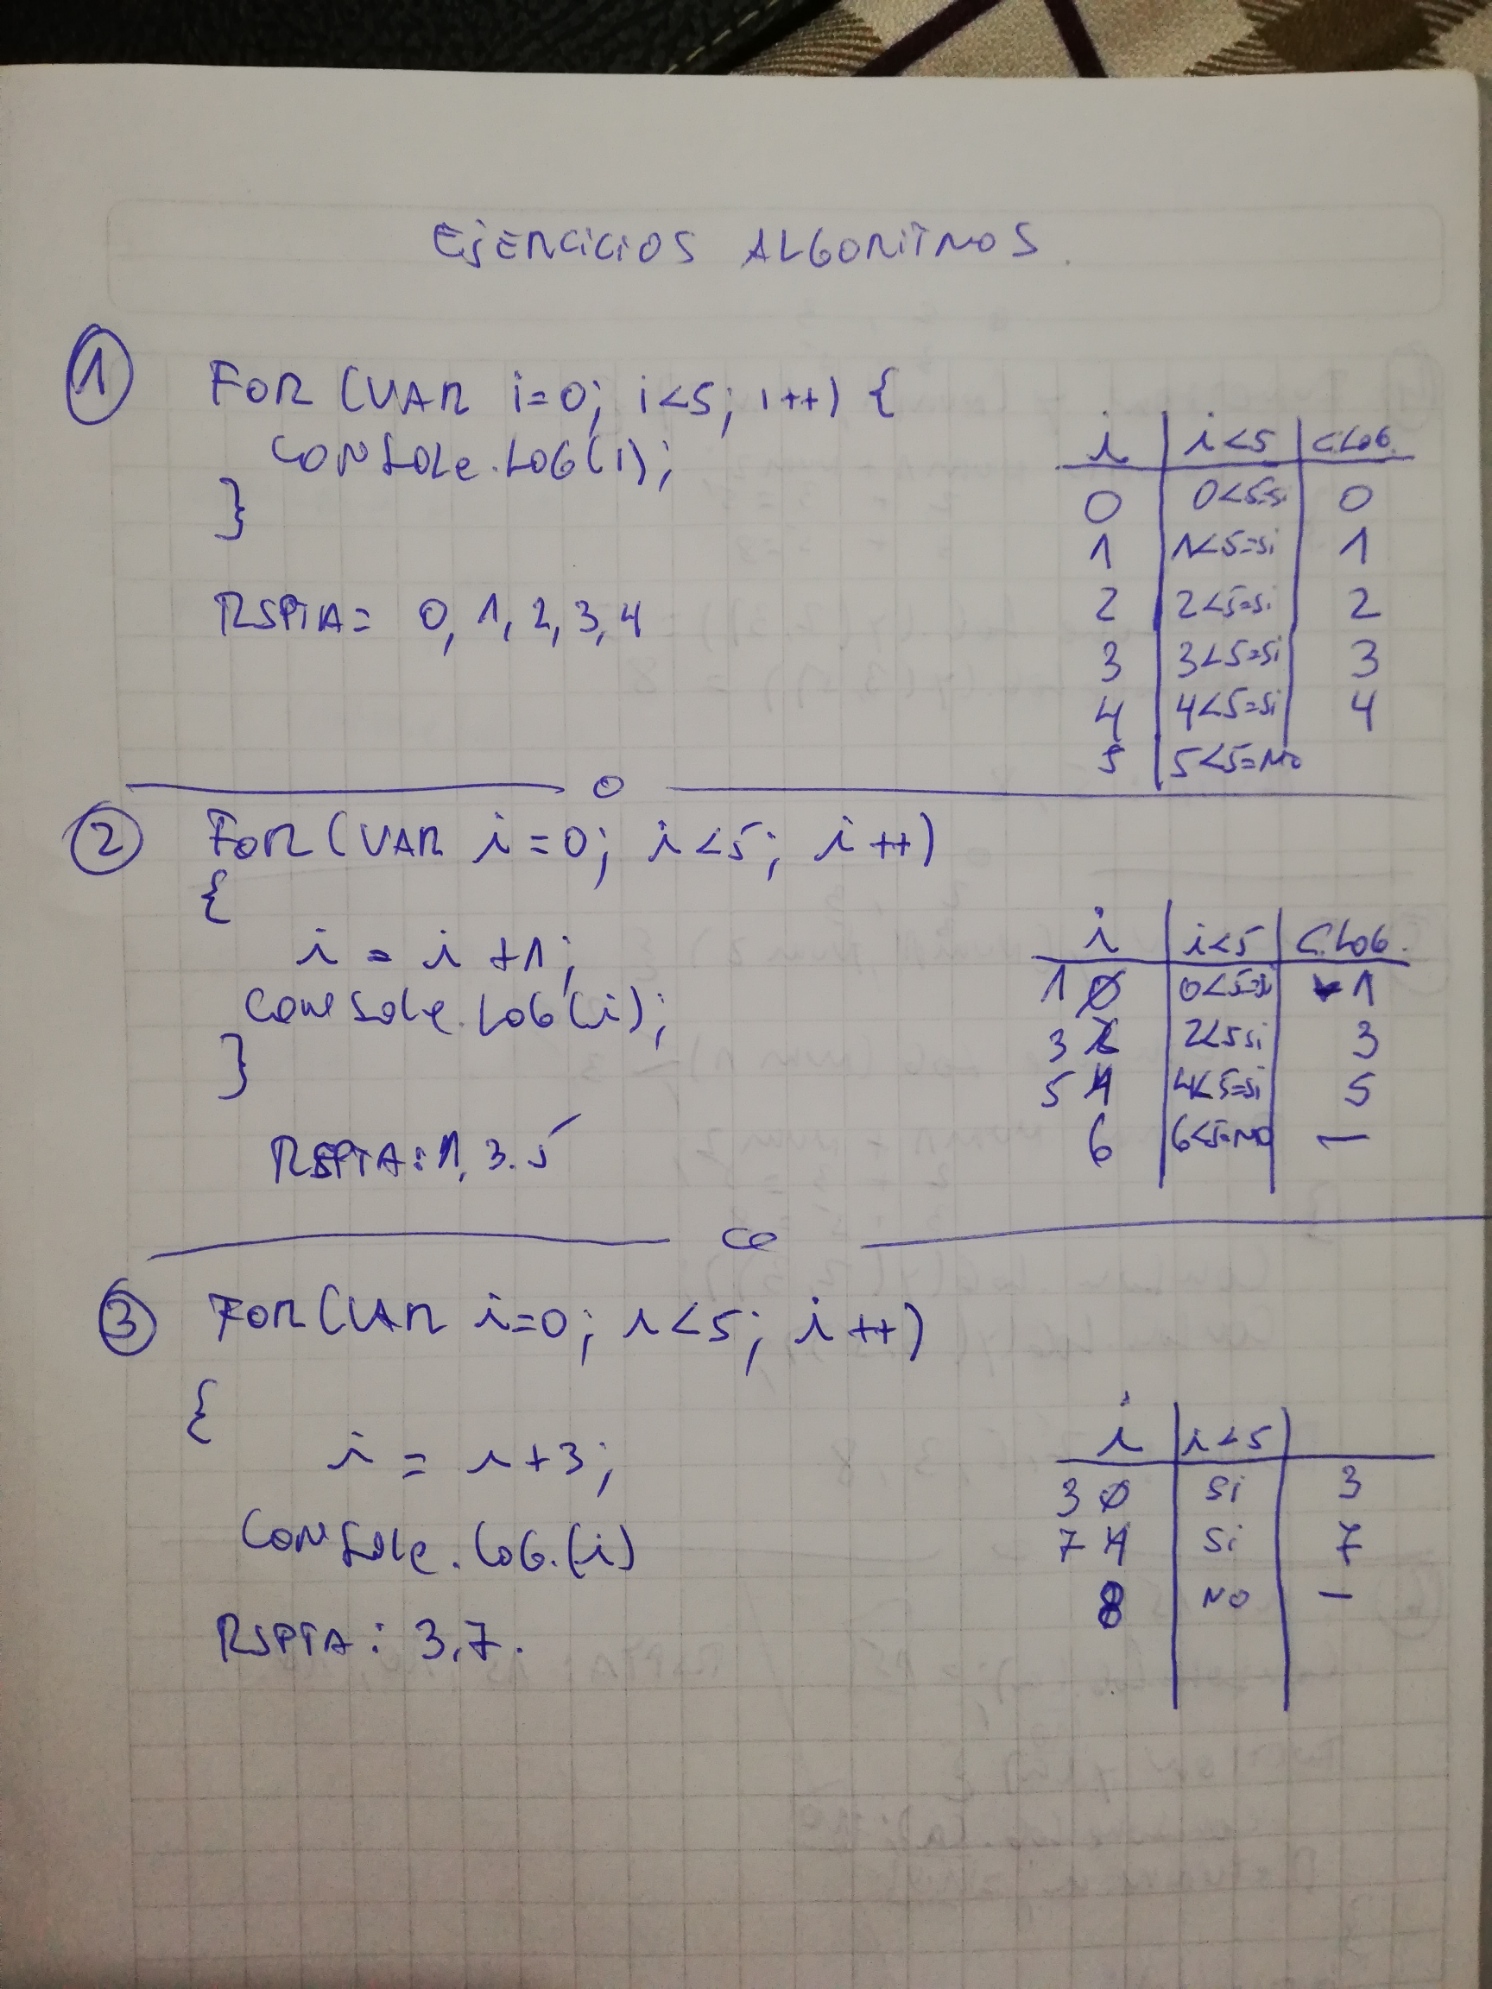 EJERCICIOS ALGORITMOS.
1
FOR (VAR i=0; i<5; i++) {
CONSOLE.LOG(i);
}
RSPTA= 0, 1, 2, 3, 4
i | i<5 | C.LOG.
0 | 0<5=si | 0
1 | 1<5=si | 1
2 | 2<5=si | 2
3 | 3<5=si | 3
4 | 4<5=si | 4
5 | 5<5=NO
2
FOR (VAR i=0; i<5; i++)
{
i = i+1;
console.LOG(i);
}
RSPTA: 1, 3. 5
i | i<5 | C.LOG.
1 0 | 0<5=si | 1
3 2 | 2<5 si | 3
5 4 | 4<5=si | 5
6 | 6<5=NO | —
3
FOR (VAR i=0; i<5; i++)
{
i = i+3;
CONSOLE.LOG.(i)
RSPTA: 3,7.
i | i<5
3 0 | Si | 3
7 4 | Si | 7
8 | NO | —